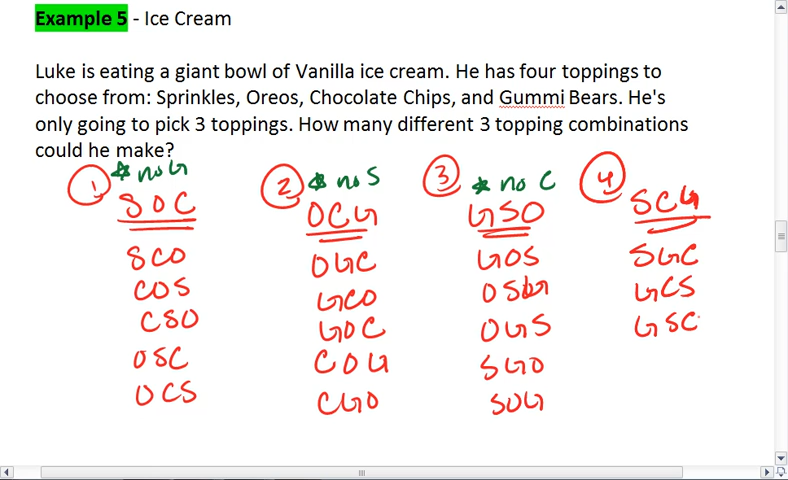 Example 5 - Ice Cream
Luke is eating a giant bowl of Vanilla ice cream. He has four toppings to
choose from: Sprinkles, Oreos, Chocolate Chips, and Gummi Bears. He's
only going to pick 3 toppings. How many different 3 topping combinations
could he make?
1 * no G
SOC
SCO
COS
CSO
OSC
OCS
2 * no S
OCG
OGC
GCO
GOC
COG
CGO
3 * no C
GSO
GOS
OSG
OGS
SGO
SOG
4
SCG
SGC
GCS
GSC